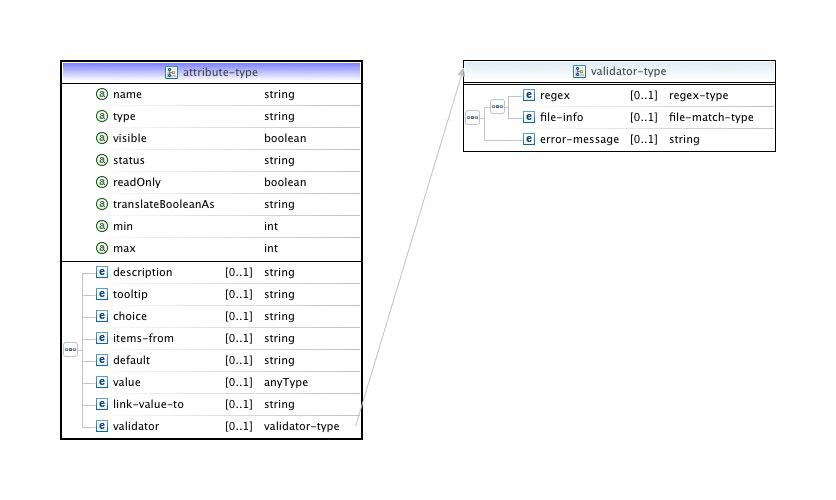 attribute-type
name string
type string
visible boolean
status string
readOnly boolean
translateBooleanAs string
min int
max int
description [0..1] string
tooltip [0..1] string
choice [0..1] string
items-from [0..1] string
default [0..1] string
value [0..1] anyType
link-value-to [0..1] string
validator [0..1] validator-type
validator-type
regex [0..1] regex-type
file-info [0..1] file-match-type
error-message [0..1] string